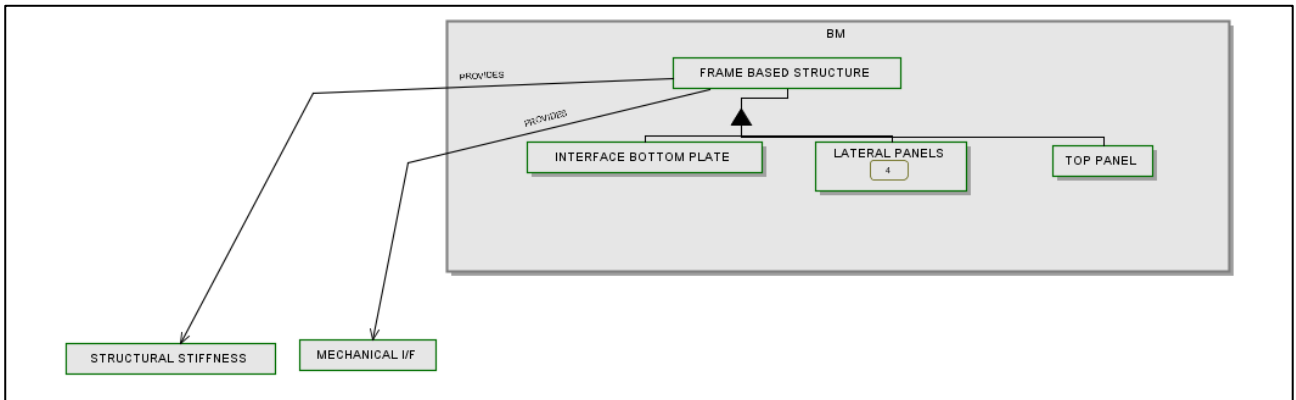 BM
FRAME BASED STRUCTURE
PROVIDES
PROVIDES
INTERFACE BOTTOM PLATE
LATERAL PANELS
4
TOP PANEL
STRUCTURAL STIFFNESS
MECHANICAL I/F